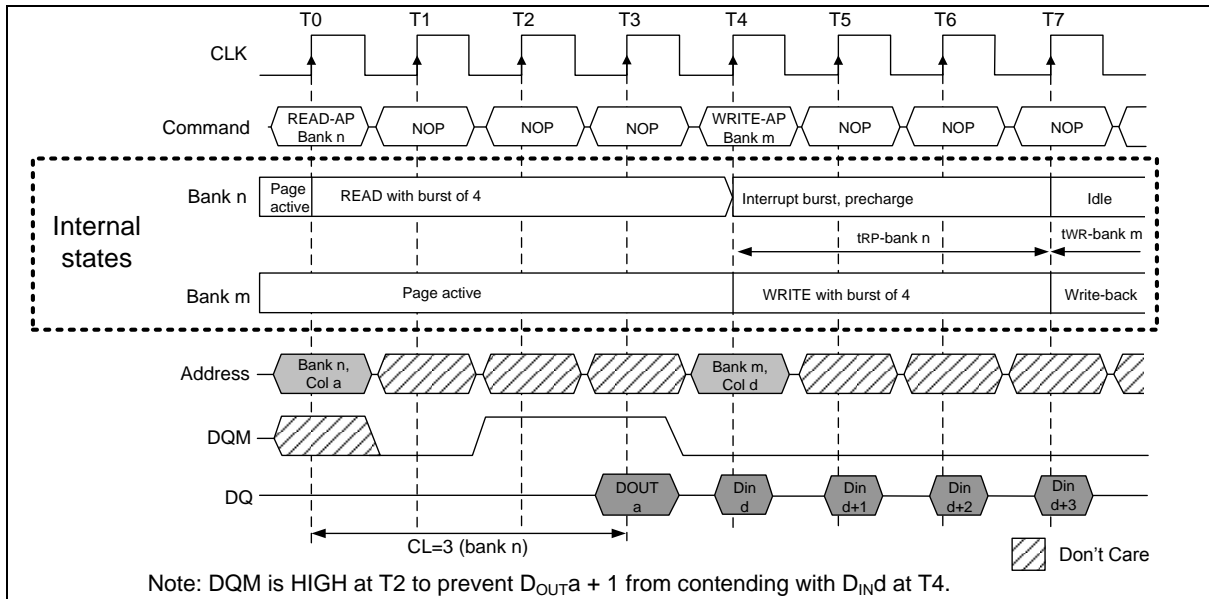 T0 T1 T2 T3 T4 T5 T6 T7
CLK
Command
READ-AP
Bank n
NOP
NOP
NOP
WRITE-AP
Bank m
NOP
NOP
NOP
Internal
states
Bank n
Page
active
READ with burst of 4
Interrupt burst, precharge
Idle
tRP-bank n
tWR-bank m
Bank m
Page active
WRITE with burst of 4
Write-back
Address
Bank n,
Col a
Bank m,
Col d
DQM
DQ
DOUT
a
Din
d
Din
d+1
Din
d+2
Din
d+3
CL=3 (bank n)
Don't Care
Note: DQM is HIGH at T2 to prevent DOUTa + 1 from contending with DINd at T4.